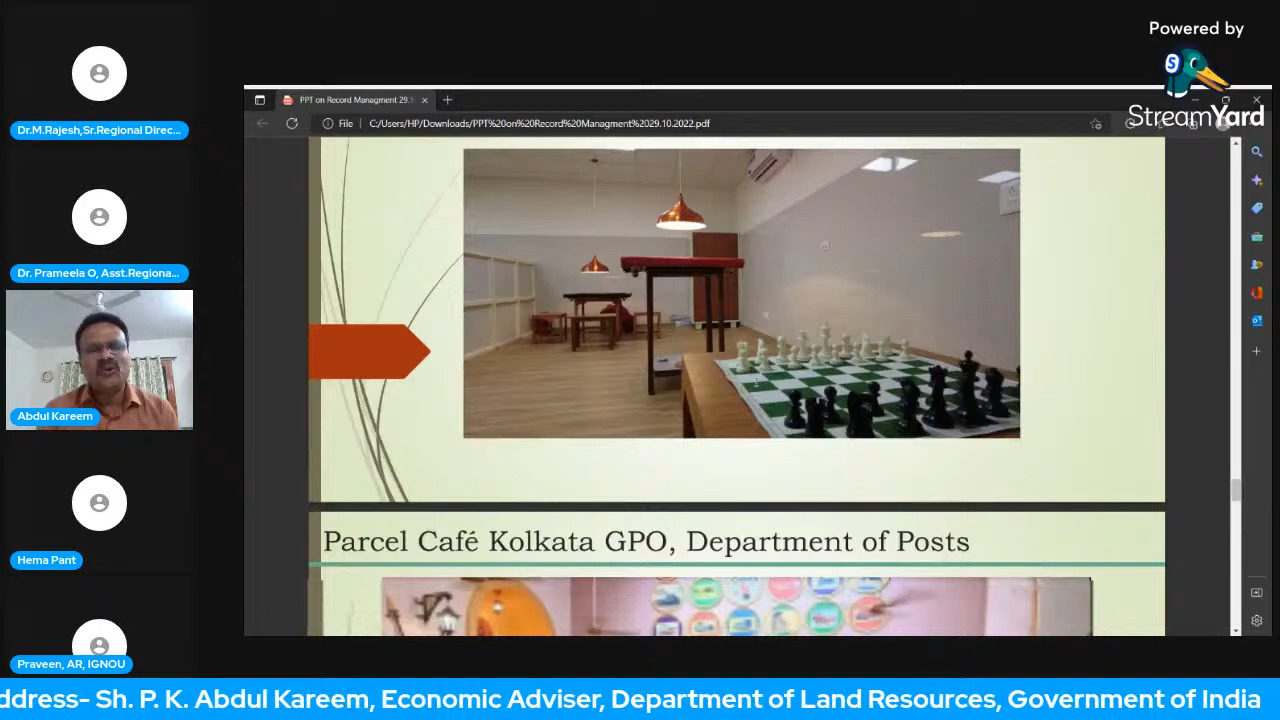 Powered by
StreamYard
Dr.M.Rajesh,Sr.Regional Direc...
Dr. Prameela O, Asst.Regiona...
Abdul Kareem
Hema Pant
Praveen, AR, IGNOU
PPT on Record Managment 29.1
File
C:/Users/HP/Downloads/PPT%20on%20Record%20Managment%2029.10.2022.pdf
Parcel Café Kolkata GPO, Department of Posts
ddress- Sh. P. K. Abdul Kareem, Economic Adviser, Department of Land Resources, Government of India